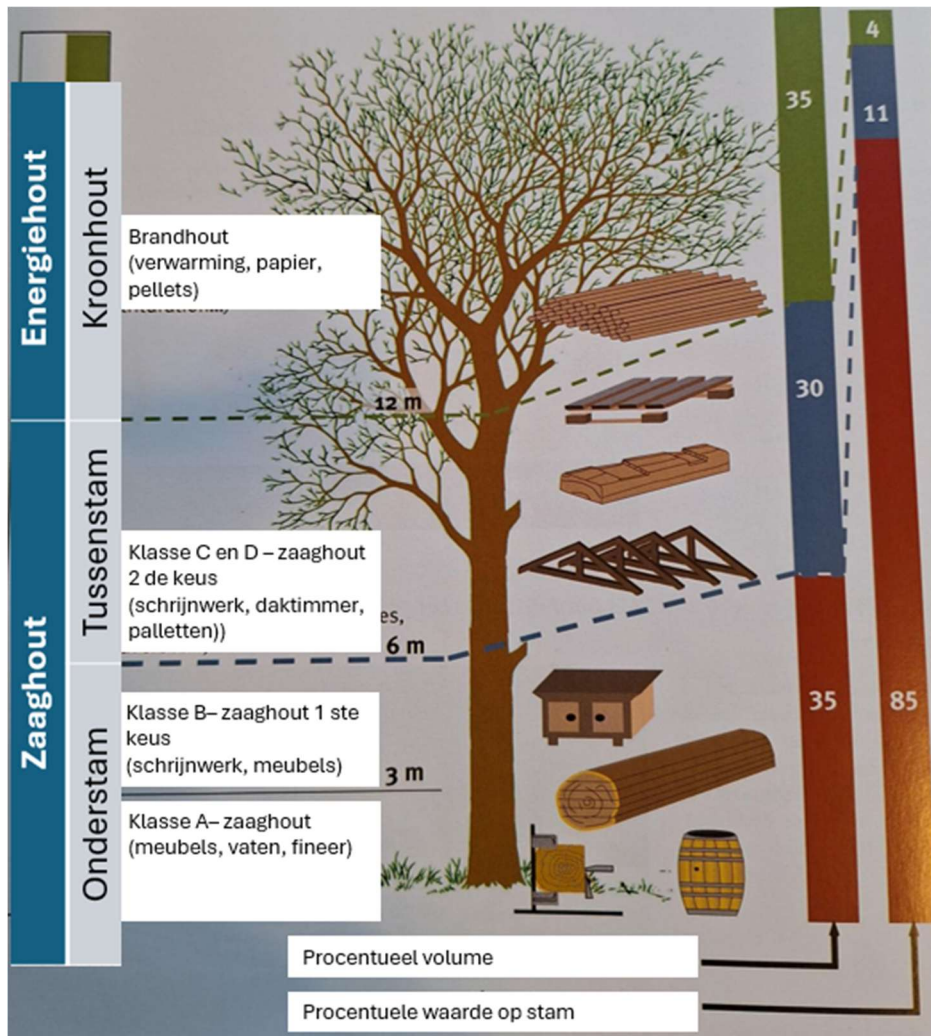 Energiehout
Kroonhout
Brandhout
(verwarming, papier,
pellets)
12 m
35
4
11
30
Zaaghout
Tussenstam
Klasse C en D – zaaghout
2 de keus
(schrijnwerk, daktimmer,
palletten))
es,
6 m
Onderstam
Klasse B– zaaghout 1 ste
keus
(schrijnwerk, meubels)
3 m
Klasse A– zaaghout
(meubels, vaten, fineer)
35
85
Procentueel volume
Procentuele waarde op stam